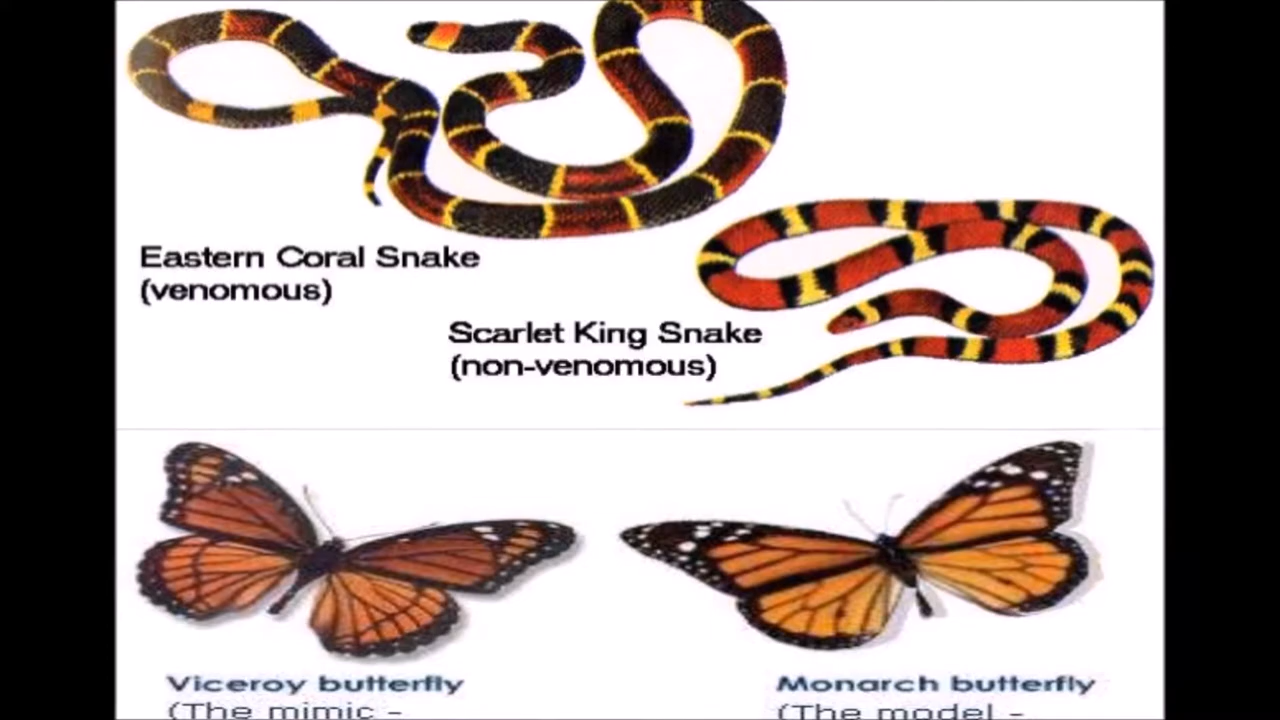 Eastern Coral Snake
(venomous)
Scarlet King Snake
(non-venomous)
Viceroy butterfly
(The mimic -
Monarch butterfly
(The model -